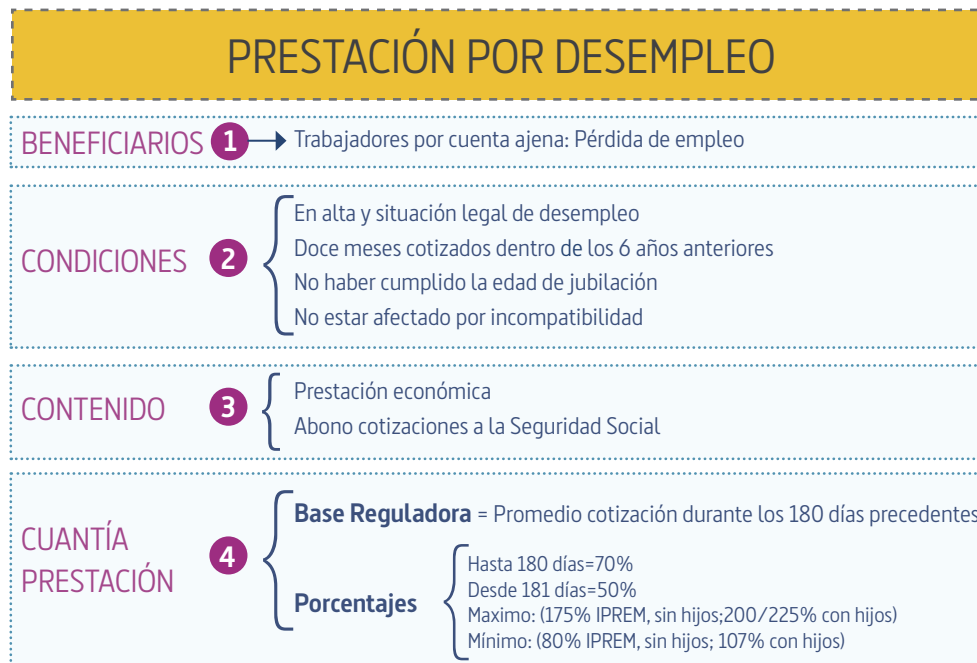 PRESTACIÓN POR DESEMPLEO
BENEFICIARIOS 1 Trabajadores por cuenta ajena: Pérdida de empleo
CONDICIONES 2
En alta y situación legal de desempleo
Doce meses cotizados dentro de los 6 años anteriores
No haber cumplido la edad de jubilación
No estar afectado por incompatibilidad
CONTENIDO 3
Prestación económica
Abono cotizaciones a la Seguridad Social
CUANTÍA
PRESTACIÓN
4
Base Reguladora = Promedio cotización durante los 180 días precedentes
Porcentajes
Hasta 180 días=70%
Desde 181 días=50%
Maximo: (175% IPREM, sin hijos;200/225% con hijos)
Mínimo: (80% IPREM, sin hijos; 107% con hijos)